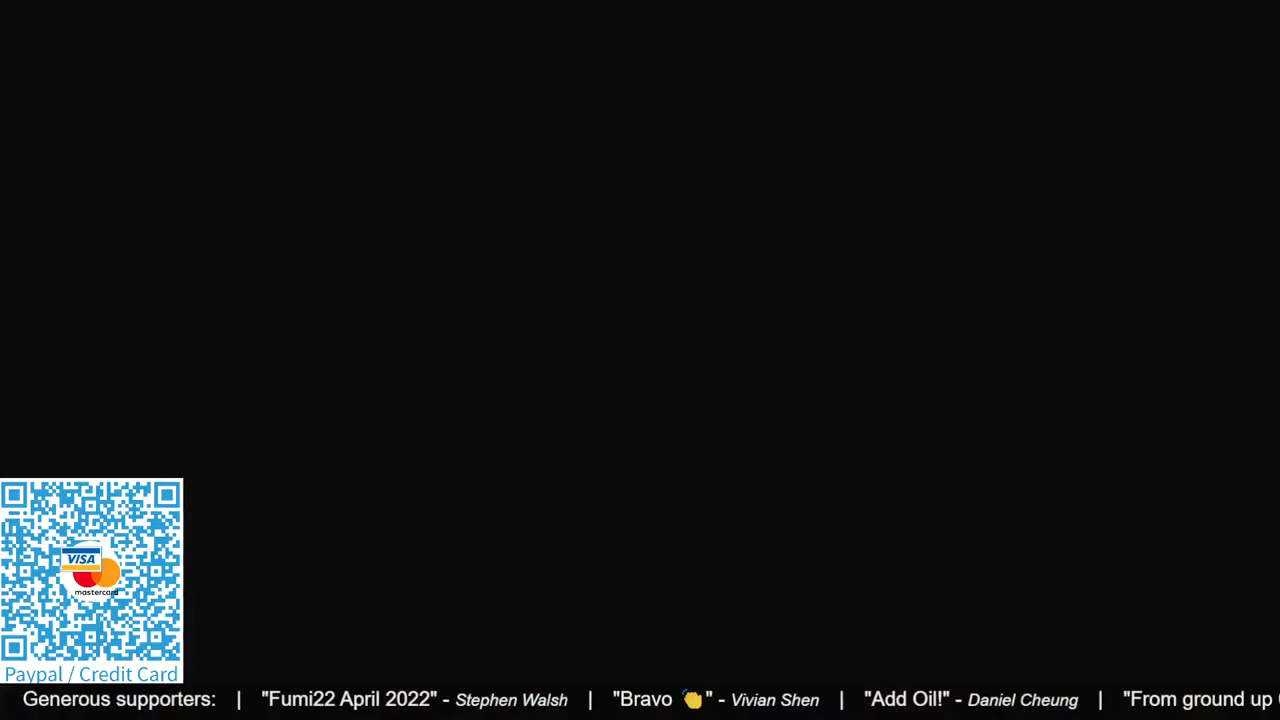 VISA
mastercard
Paypal / Credit Card
Generous supporters: | "Fumi22 April 2022" - Stephen Walsh | "Bravo 👏" - Vivian Shen | "Add Oil!" - Daniel Cheung | "From ground up